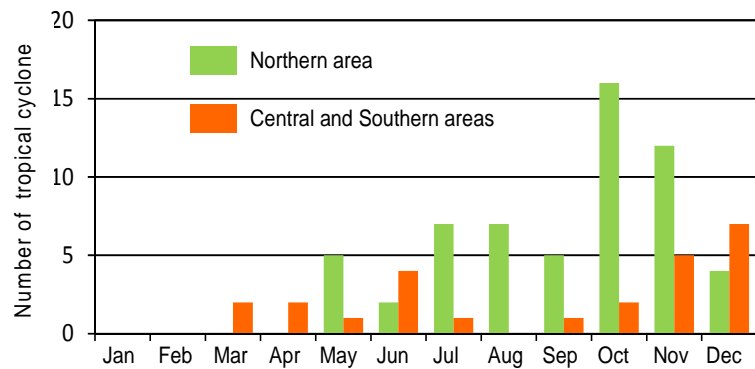 20
15
10
5
0
Number of tropical cyclone
Northern area
Central and Southern areas
Jan Feb Mar Apr May Jun Jul Aug Sep Oct Nov Dec